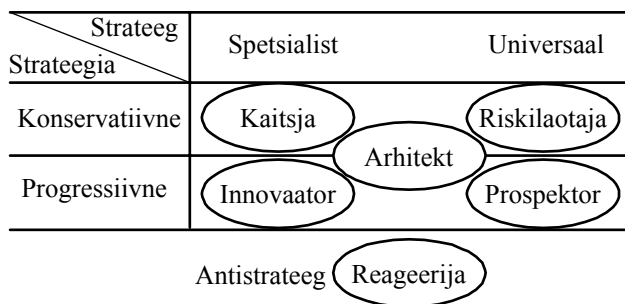 Strateeg
Strateegia
Spetsialist
Universaal
Konservatiivne
Kaitsja
Riskilaotaja
Arhitekt
Progressiivne
Innovaator
Prospektor
Antistrateeg
Reageerija